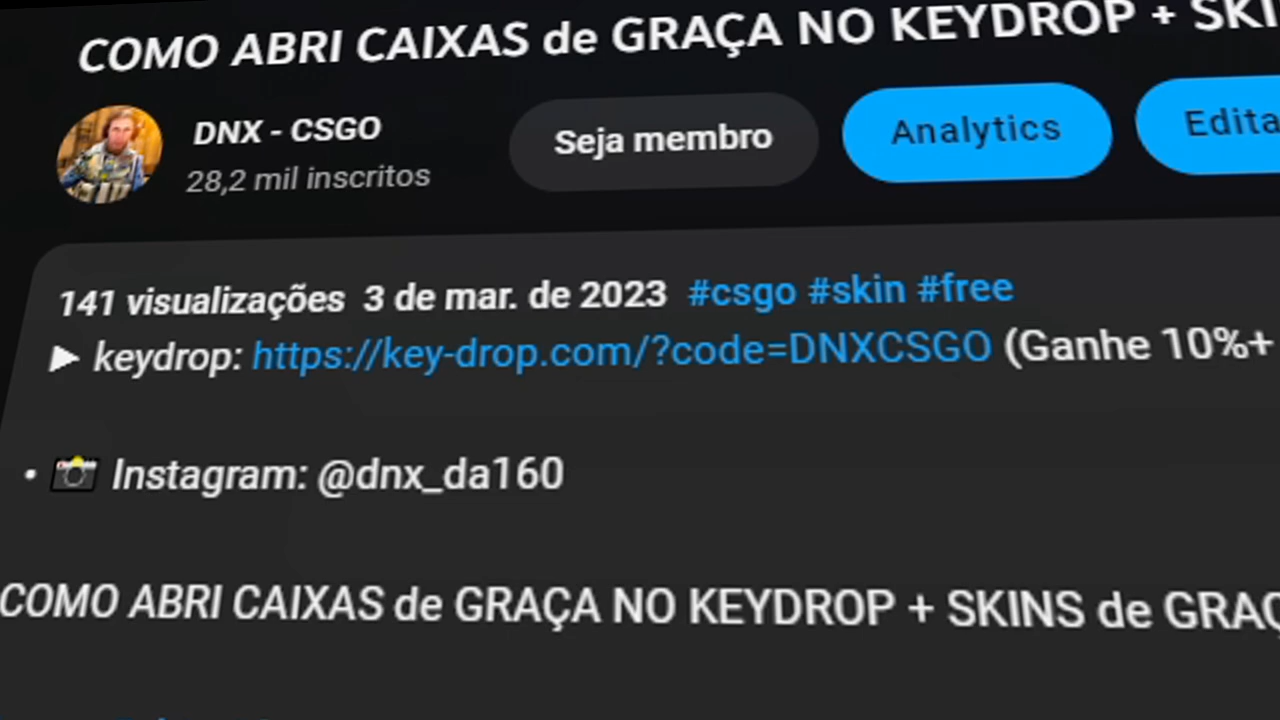 COMO ABRI CAIXAS de GRAÇA NO KEYDROP + SKI
DNX - CSGO
28,2 mil inscritos
Seja membro
Analytics
Edita
141 visualizações 3 de mar. de 2023 #csgo #skin #free
► keydrop: https://key-drop.com/?code=DNXCSGO (Ganhe 10%+
• 📸 Instagram: @dnx_da160
COMO ABRI CAIXAS de GRAÇA NO KEYDROP + SKINS de GRAÇ